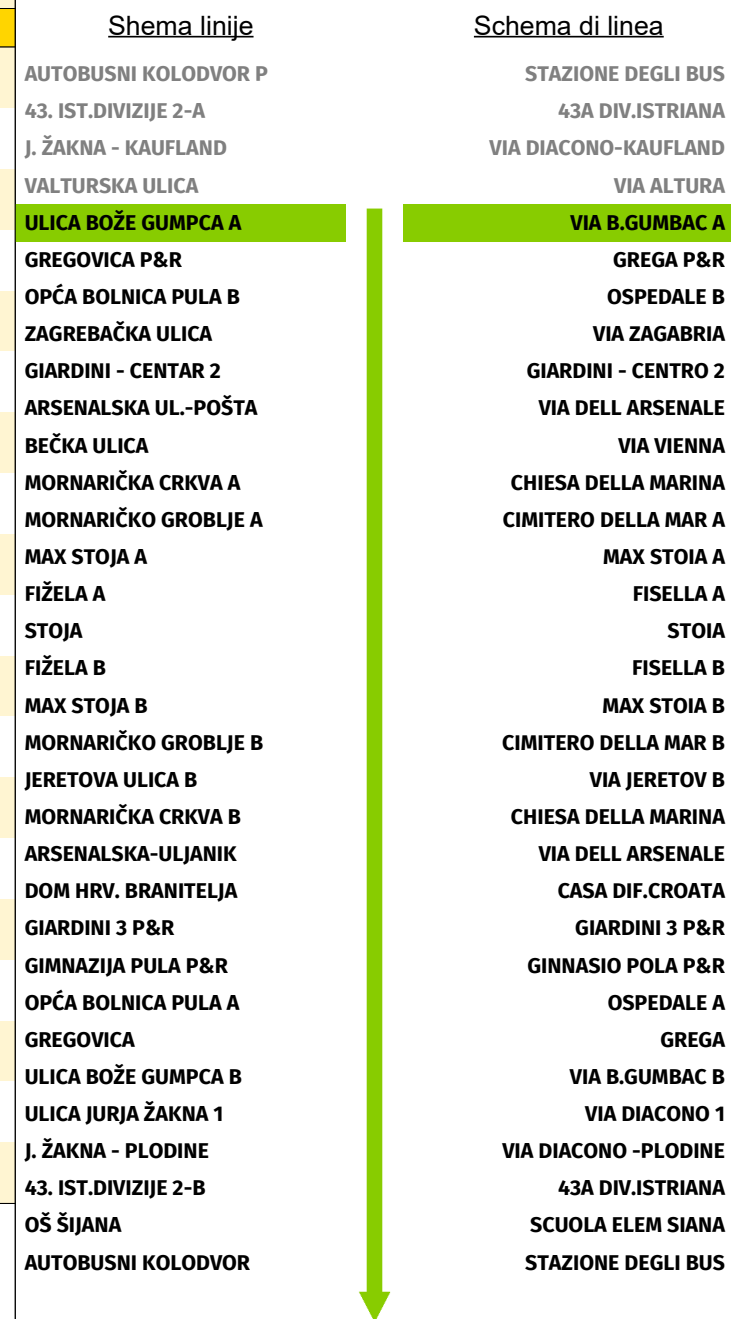 Shema linije Schema di linea
AUTOBUSNI KOLODVOR P STAZIONE DEGLI BUS
43. IST.DIVIZIJE 2-A 43A DIV.ISTRIANA
J. ŽAKNA - KAUFLAND VIA DIACONO-KAUFLAND
VALTURSKA ULICA VIA ALTURA
ULICA BOŽE GUMPCA A VIA B.GUMBAC A
GREGOVICA P&R GREGA P&R
OPĆA BOLNICA PULA B OSPEDALE B
ZAGREBAČKA ULICA VIA ZAGABRIA
GIARDINI - CENTAR 2 GIARDINI - CENTRO 2
ARSENALSKA UL.-POŠTA VIA DELL ARSENALE
BEČKA ULICA VIA VIENNA
MORNARIČKA CRKVA A CHIESA DELLA MARINA
MORNARIČKO GROBLJE A CIMITERO DELLA MAR A
MAX STOJA A MAX STOIA A
FIŽELA A FISELLA A
STOJA STOIA
FIŽELA B FISELLA B
MAX STOJA B MAX STOIA B
MORNARIČKO GROBLJE B CIMITERO DELLA MAR B
JERETOVA ULICA B VIA JERETOV B
MORNARIČKA CRKVA B CHIESA DELLA MARINA
ARSENALSKA-ULJANIK VIA DELL ARSENALE
DOM HRV. BRANITELJA CASA DIF.CROATA
GIARDINI 3 P&R GIARDINI 3 P&R
GIMNAZIJA PULA P&R GINNASIO POLA P&R
OPĆA BOLNICA PULA A OSPEDALE A
GREGOVICA GREGA
ULICA BOŽE GUMPCA B VIA B.GUMBAC B
ULICA JURJA ŽAKNA 1 VIA DIACONO 1
J. ŽAKNA - PLODINE VIA DIACONO -PLODINE
43. IST.DIVIZIJE 2-B 43A DIV.ISTRIANA
OŠ ŠIJANA SCUOLA ELEM SIANA
AUTOBUSNI KOLODVOR STAZIONE DEGLI BUS